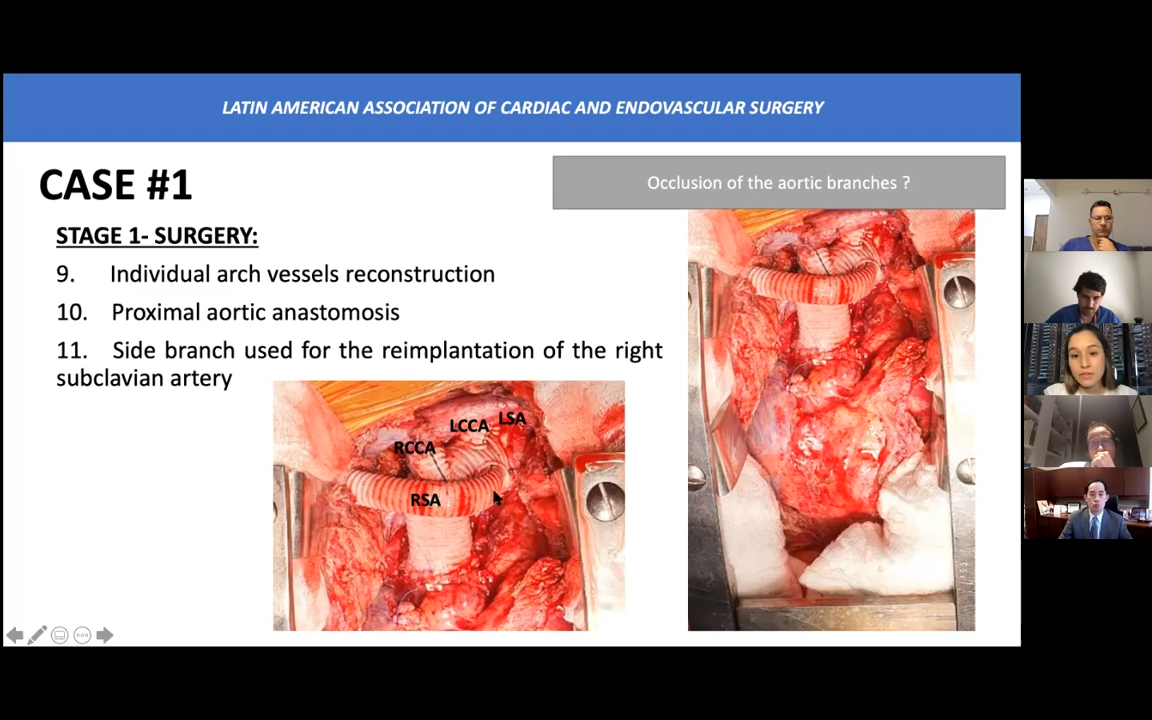 LATIN AMERICAN ASSOCIATION OF CARDIAC AND ENDOVASCULAR SURGERY
CASE #1
Occlusion of the aortic branches ?
STAGE 1- SURGERY:
9. Individual arch vessels reconstruction
10. Proximal aortic anastomosis
11. Side branch used for the reimplantation of the right
subclavian artery
LSA
LCCA
RCCA
RSA